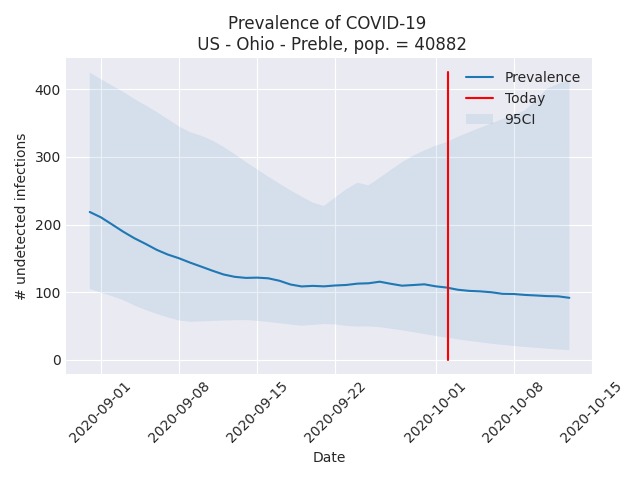 Prevalence of COVID-19
US - Ohio - Preble, pop. = 40882
Prevalence
Today
95CI
400
300
200
100
0
# undetected infections
2020-09-01
2020-09-08
2020-09-15
2020-09-22
2020-10-01
2020-10-08
2020-10-15
Date